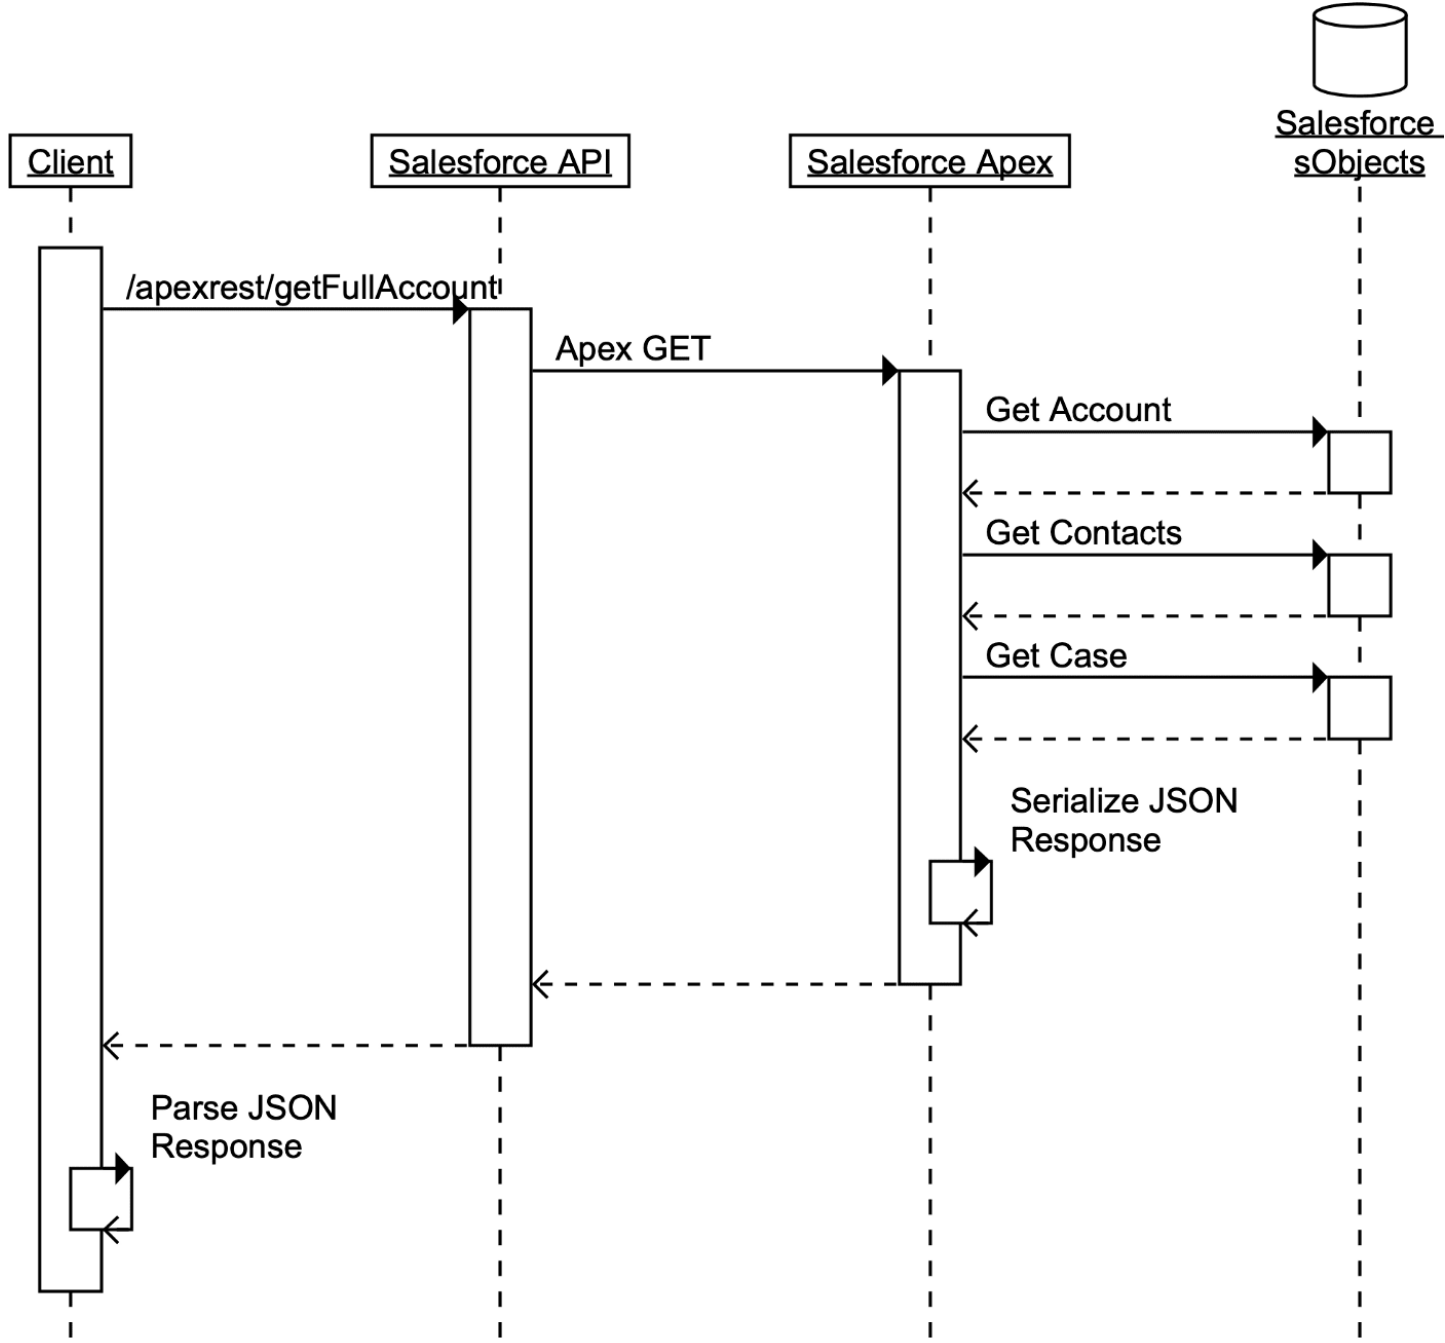 Salesforce
sObjects
Client
Salesforce API
Salesforce Apex
/apexrest/getFullAccount
Apex GET
Get Account
Get Contacts
Get Case
Serialize JSON
Response
Parse JSON
Response